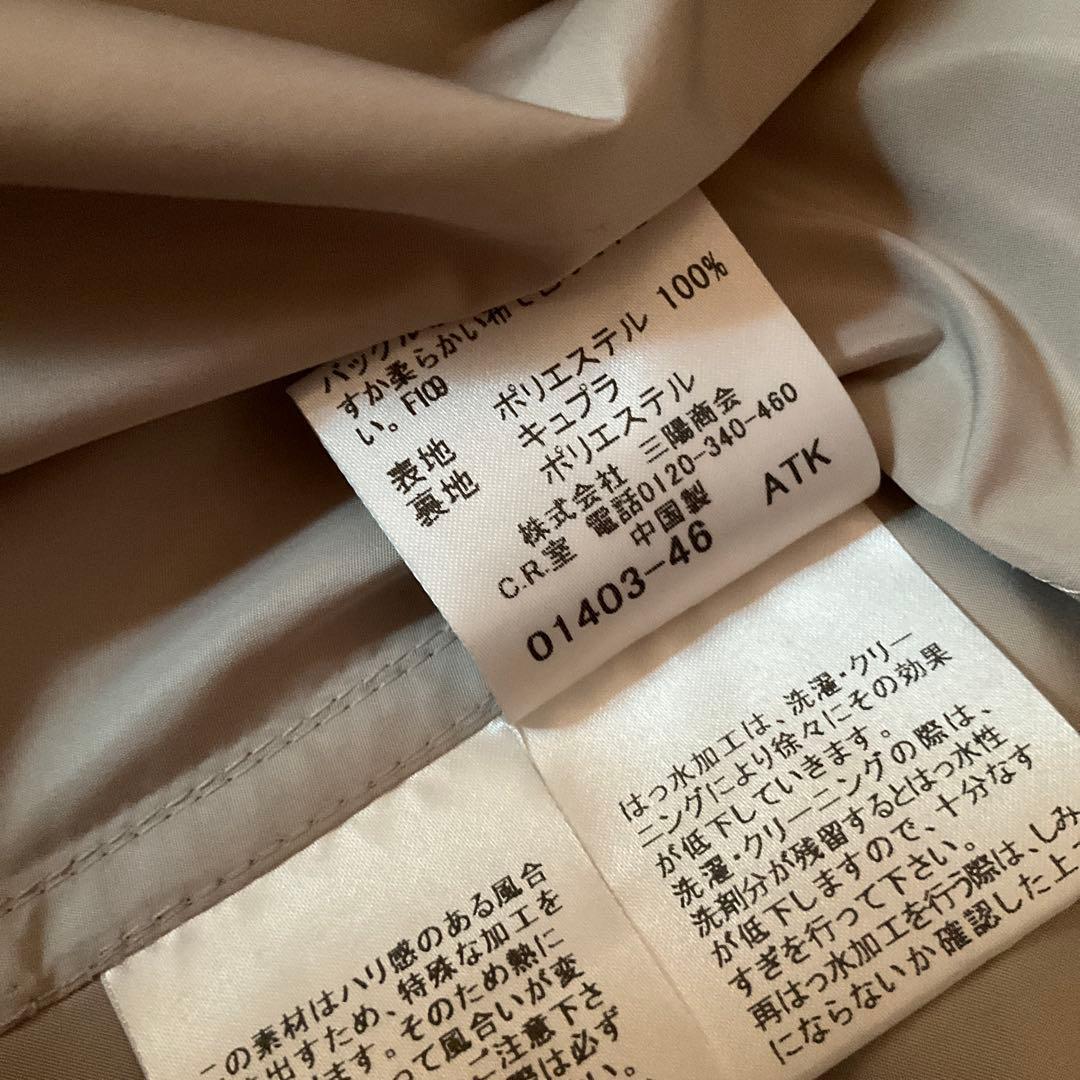 バックル
すか柔らかい布で
い。F109
表地 ポリエステル 100%
裏地 キュプラ
ポリエステル
株式会社 三陽商会
C.R.室 電話0120-340-460
中国製
01403-46 ATK
はっ水加工は、洗濯・クリー
ニングにより徐々にその効果
が低下していきます。
洗濯・クリーニングの際は、
洗剤分が残留するとはっ水性
が低下しますので、十分なす
すぎを行って下さい。
再はっ水加工を行う際は、しみ
にならないか確認した上
の素材はハリ感のある風合
出すため、特殊な加工を
ます。そのため熱に
って風合いが変
ご注意下さ
際は必ず
い。